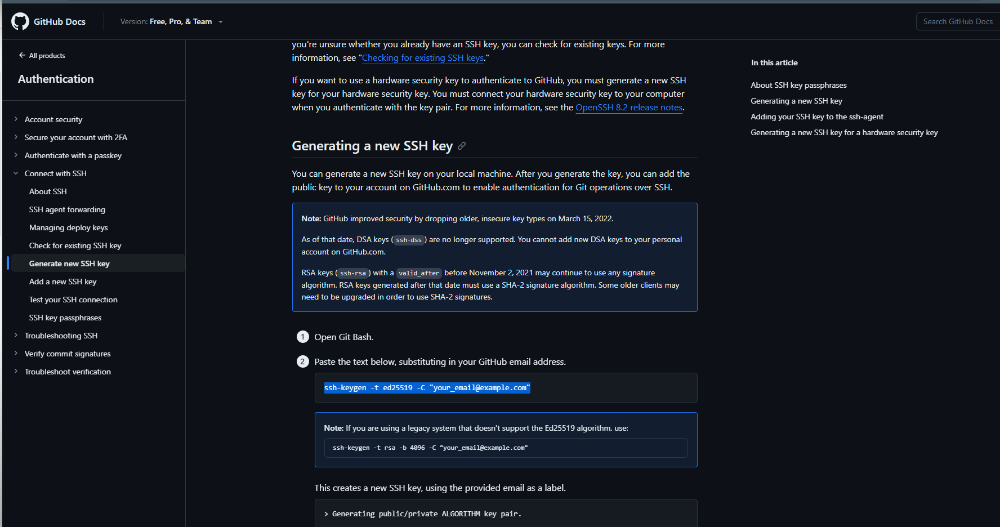 GitHub Docs
Version: Free, Pro, & Team
Search GitHub Docs
All products
Authentication
Account security
Secure your account with 2FA
Authenticate with a passkey
Connect with SSH
About SSH
SSH agent forwarding
Managing deploy keys
Check for existing SSH key
Generate new SSH key
Add a new SSH key
Test your SSH connection
SSH key passphrases
Troubleshooting SSH
Verify commit signatures
Troubleshoot verification
you're unsure whether you already have an SSH key, you can check for existing keys. For more
information, see "Checking for existing SSH keys."
If you want to use a hardware security key to authenticate to GitHub, you must generate a new SSH
key for your hardware security key. You must connect your hardware security key to your computer
when you authenticate with the key pair. For more information, see the OpenSSH 8.2 release notes.
Generating a new SSH key
You can generate a new SSH key on your local machine. After you generate the key, you can add the
public key to your account on GitHub.com to enable authentication for Git operations over SSH.
Note: GitHub improved security by dropping older, insecure key types on March 15, 2022.
As of that date, DSA keys (ssh-dss) are no longer supported. You cannot add new DSA keys to your personal
account on GitHub.com.
RSA keys (ssh-rsa) with a valid_after before November 2, 2021 may continue to use any signature
algorithm. RSA keys generated after that date must use a SHA-2 signature algorithm. Some older clients may
need to be upgraded in order to use SHA-2 signatures.
1 Open Git Bash.
2 Paste the text below, substituting in your GitHub email address.
ssh-keygen -t ed25519 -C "your_email@example.com"
Note: If you are using a legacy system that doesn't support the Ed25519 algorithm, use:
ssh-keygen -t rsa -b 4096 -C "your_email@example.com"
This creates a new SSH key, using the provided email as a label.
> Generating public/private ALGORITHM key pair.
In this article
About SSH key passphrases
Generating a new SSH key
Adding your SSH key to the ssh-agent
Generating a new SSH key for a hardware security key